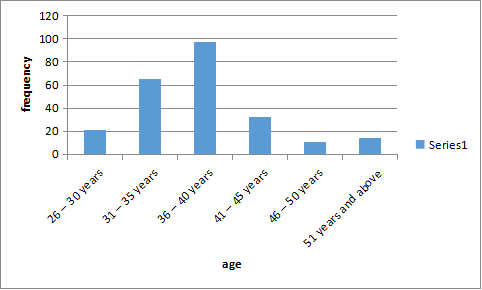 120
100
80
60
40
20
0
frequency
26 – 30 years
31 – 35 years
36 – 40 years
41 – 45 years
46 – 50 years
51 years and above
age
Series1